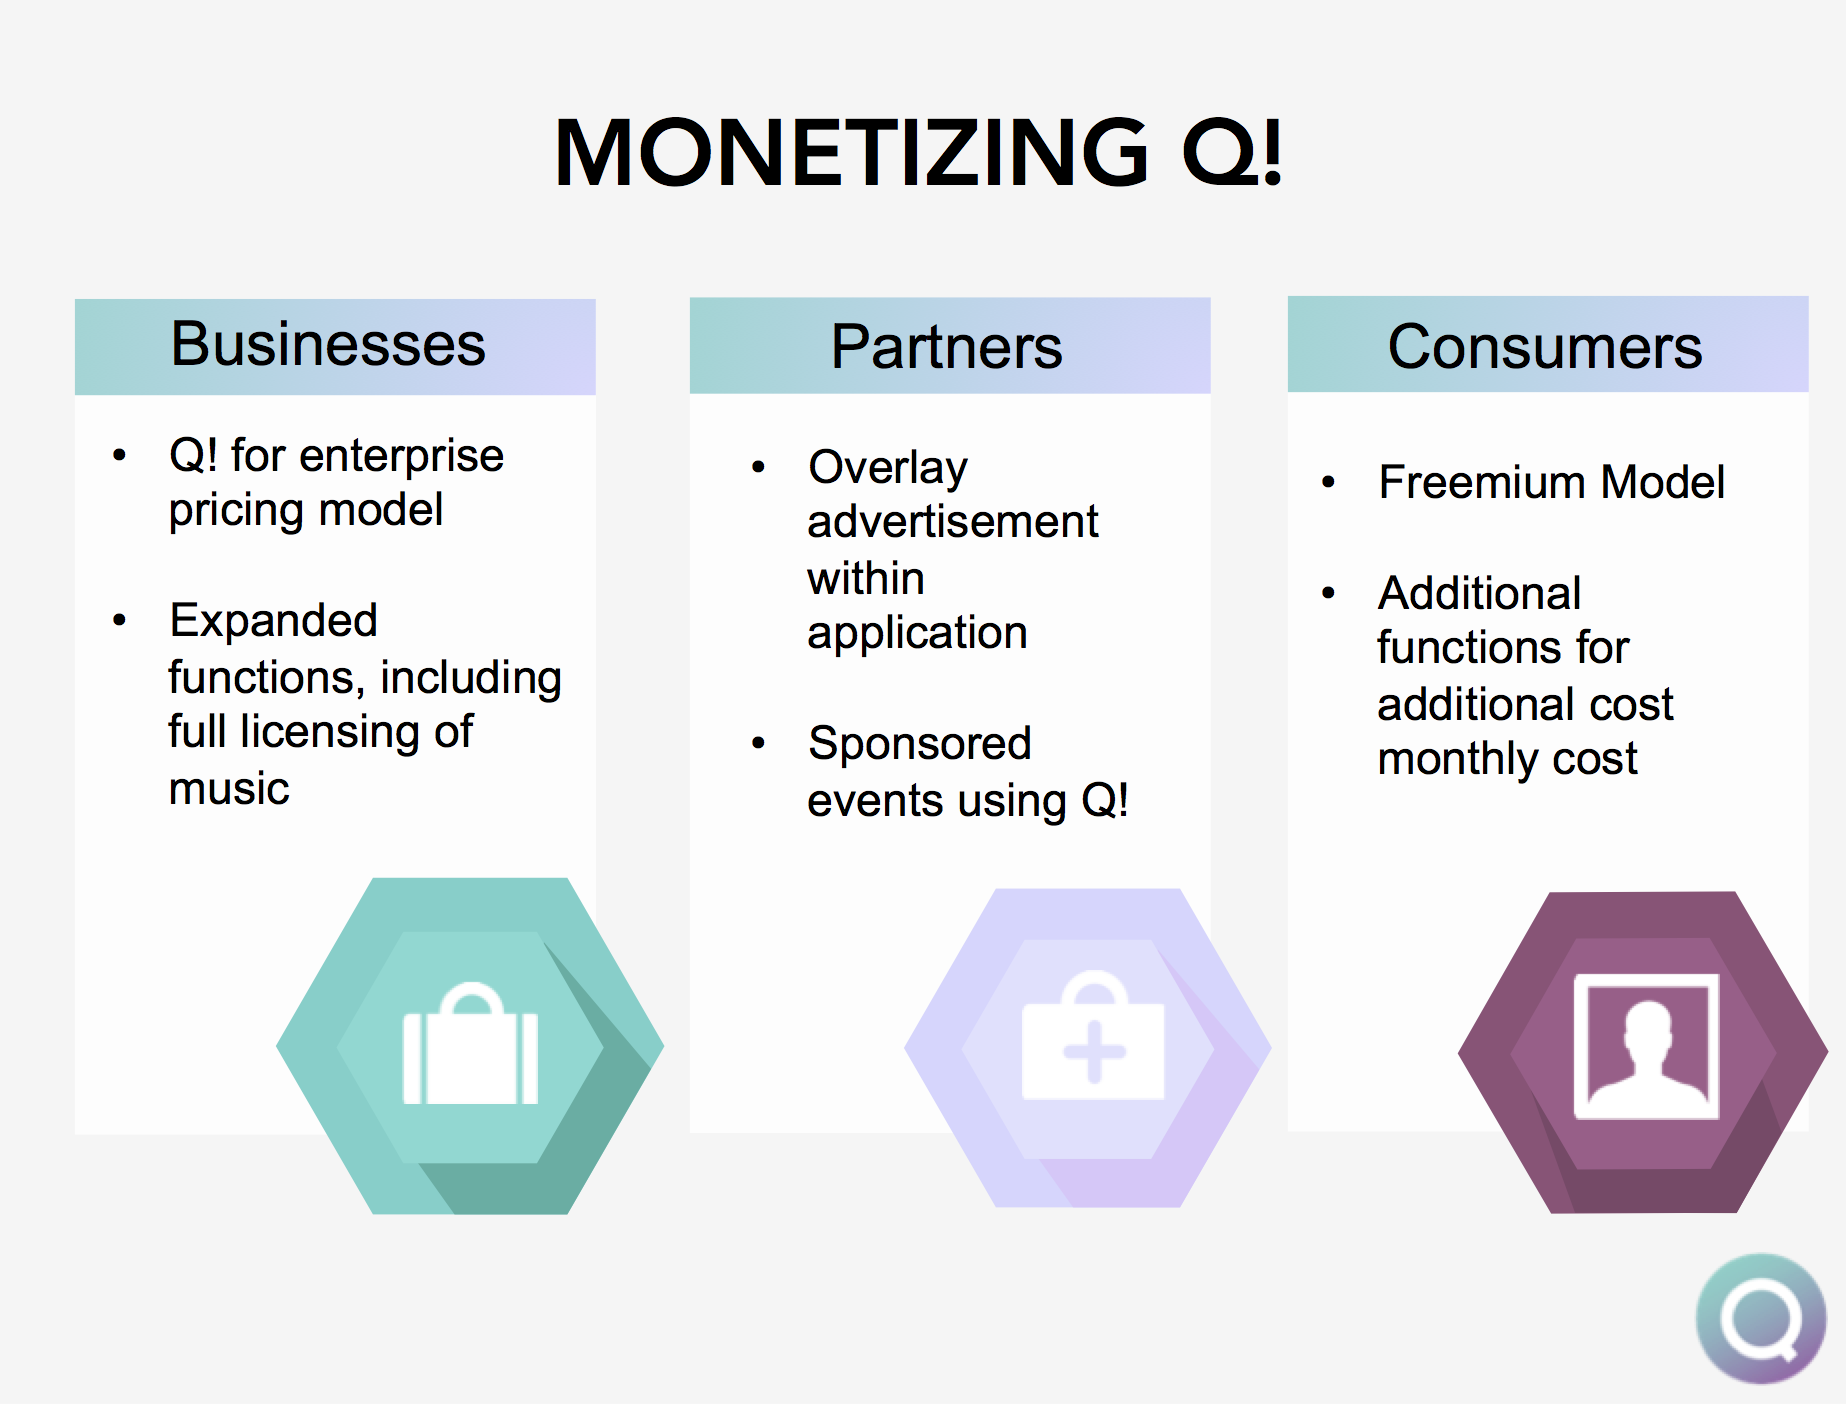 MONETIZING Q!
Businesses
• Q! for enterprise
pricing model
• Expanded
functions, including
full licensing of
music
Partners
• Overlay
advertisement
within
application
• Sponsored
events using Q!
Consumers
• Freemium Model
• Additional
functions for
additional cost
monthly cost
Q